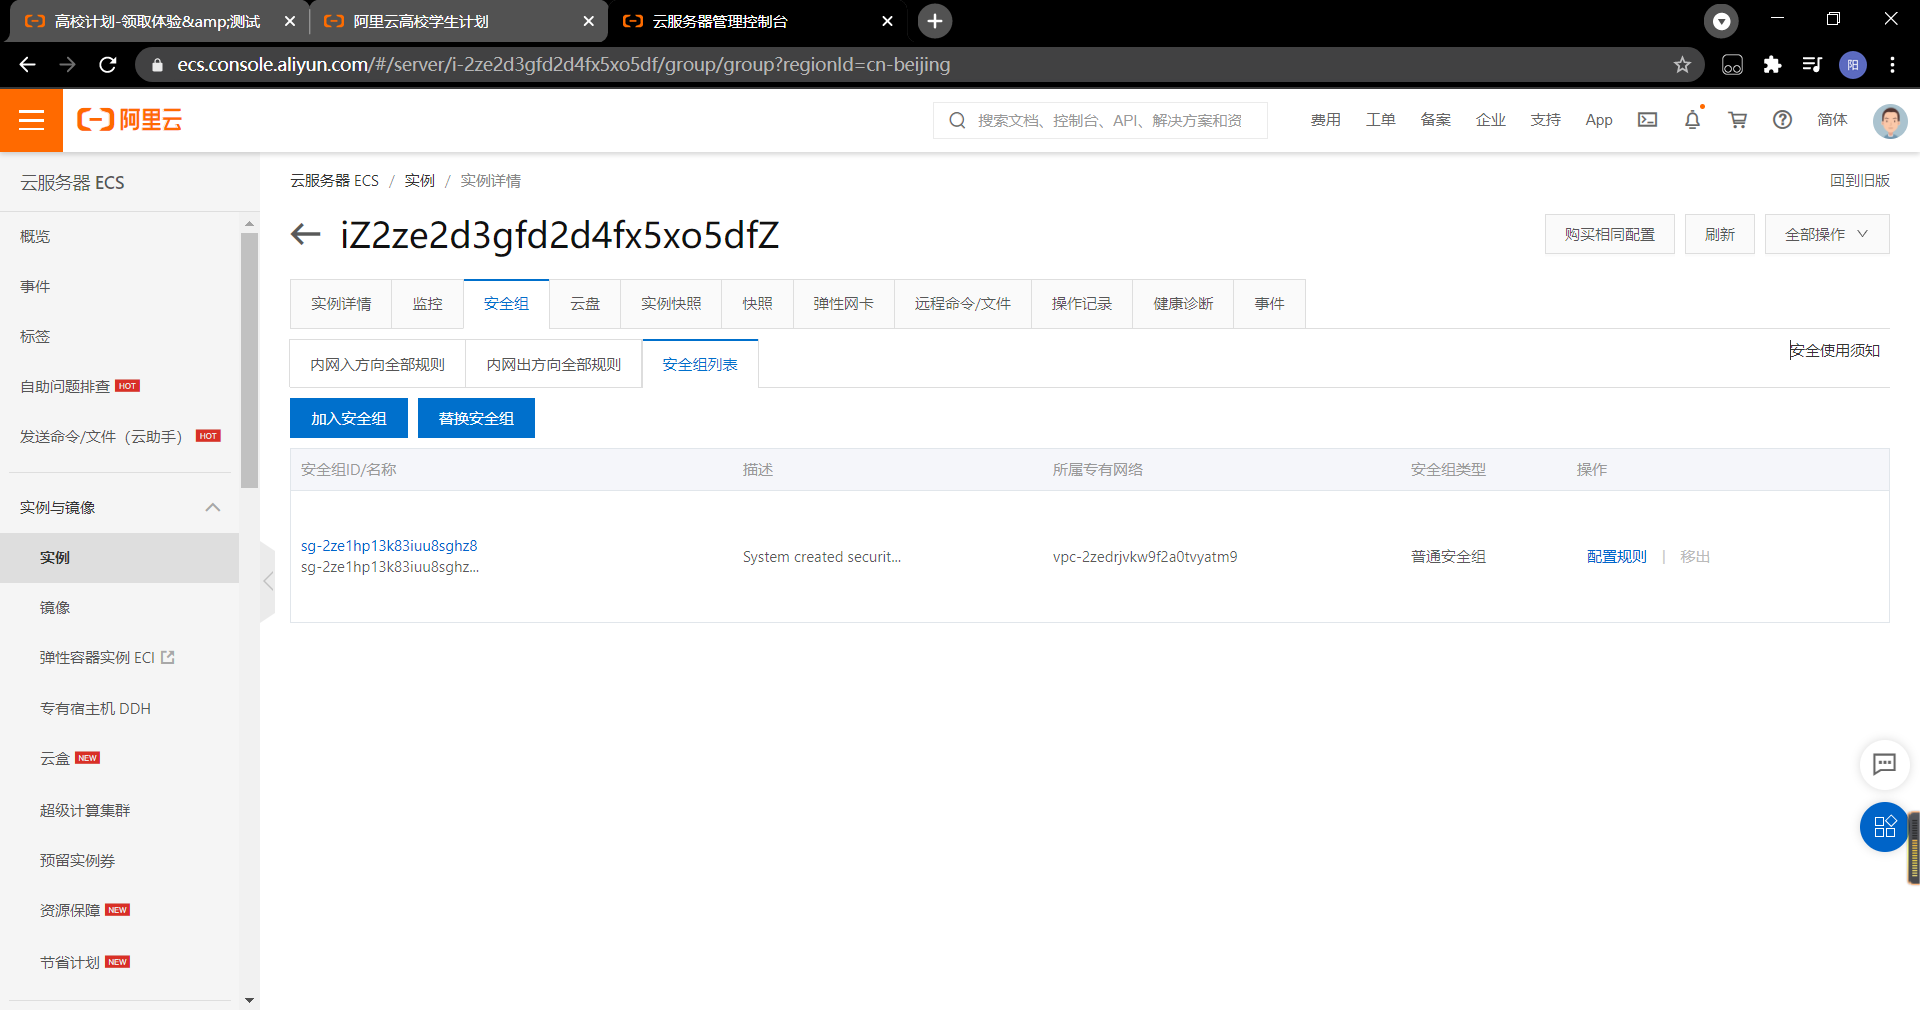 高校计划-领取体验&amp;测试
阿里云高校学生计划
云服务器管理控制台
ecs.console.aliyun.com/#/server/i-2ze2d3gfd2d4fx5xo5df/group/group?regionId=cn-beijing
阳
阿里云
搜索文档、控制台、API、解决方案和资
费用
工单
备案
企业
支持
App
简体
云服务器 ECS
概览
事件
标签
自助问题排查 HOT
发送命令/文件（云助手） HOT
实例与镜像
实例
镜像
弹性容器实例 ECI
专有宿主机 DDH
云盒 NEW
超级计算集群
预留实例券
资源保障 NEW
节省计划 NEW
云服务器 ECS / 实例 / 实例详情
回到旧版
iZ2ze2d3gfd2d4fx5xo5dfZ
购买相同配置
刷新
全部操作
实例详情
监控
安全组
云盘
实例快照
快照
弹性网卡
远程命令/文件
操作记录
健康诊断
事件
内网入方向全部规则
内网出方向全部规则
安全组列表
安全使用须知
加入安全组
替换安全组
安全组ID/名称
描述
所属专有网络
安全组类型
操作
sg-2ze1hp13k83iuu8sghz8
sg-2ze1hp13k83iuu8sghz...
System created securit...
vpc-2zedrjvkw9f2a0tvyatm9
普通安全组
配置规则 | 移出